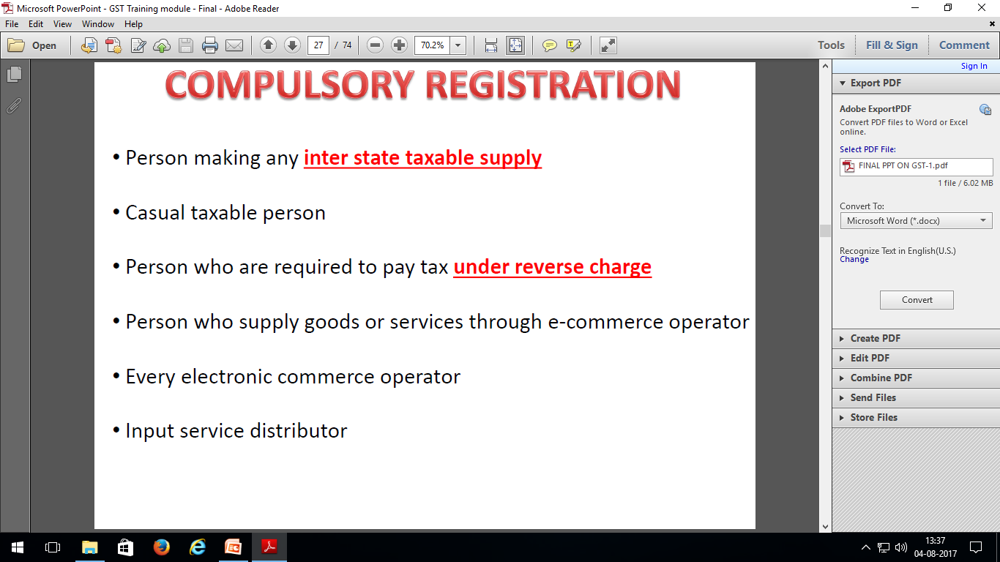 Microsoft PowerPoint - GST Training module - Final - Adobe Reader
File Edit View Window Help
Open 27 / 74 70.2% Tools Fill & Sign Comment
Sign In
COMPULSORY REGISTRATION
• Person making any inter state taxable supply
• Casual taxable person
• Person who are required to pay tax under reverse charge
• Person who supply goods or services through e-commerce operator
• Every electronic commerce operator
• Input service distributor
Export PDF
Adobe ExportPDF
Convert PDF files to Word or Excel
online.
Select PDF File:
FINAL PPT ON GST-1.pdf
1 file / 6.02 MB
Convert To:
Microsoft Word (*.docx)
Recognize Text in English(U.S.)
Change
Convert
Create PDF
Edit PDF
Combine PDF
Send Files
Store Files
13:37
04-08-2017